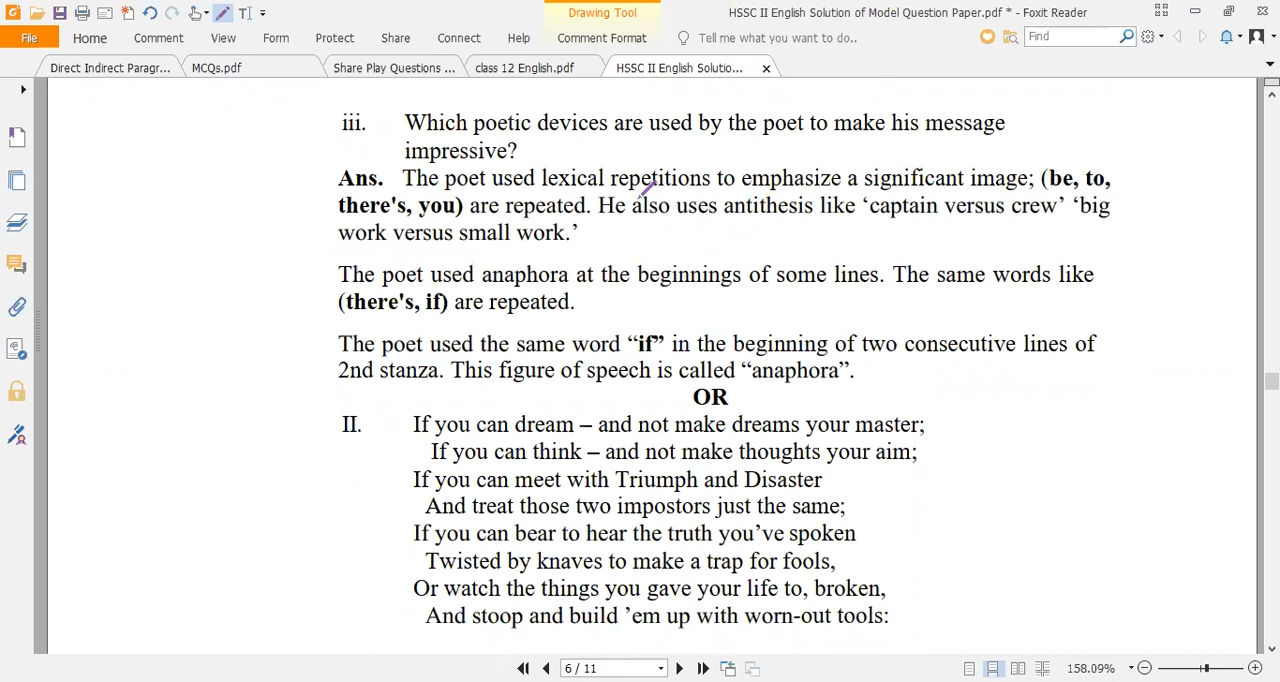 Drawing Tool
HSSC II English Solution of Model Question Paper.pdf * - Foxit Reader
File Home Comment View Form Protect Share Connect Help Comment Format Tell me what you want to do.. Find
Direct Indirect Paragr... MCQs.pdf Share Play Questions ... class 12 English.pdf HSSC II English Solutio...
iii. Which poetic devices are used by the poet to make his message
impressive?
Ans. The poet used lexical repetitions to emphasize a significant image; (be, to,
there's, you) are repeated. He also uses antithesis like ‘captain versus crew’ ‘big
work versus small work.’
The poet used anaphora at the beginnings of some lines. The same words like
(there's, if) are repeated.
The poet used the same word “if” in the beginning of two consecutive lines of
2nd stanza. This figure of speech is called “anaphora”.
OR
II. If you can dream – and not make dreams your master;
If you can think – and not make thoughts your aim;
If you can meet with Triumph and Disaster
And treat those two impostors just the same;
If you can bear to hear the truth you’ve spoken
Twisted by knaves to make a trap for fools,
Or watch the things you gave your life to, broken,
And stoop and build ’em up with worn-out tools:
6 / 11 158.09%